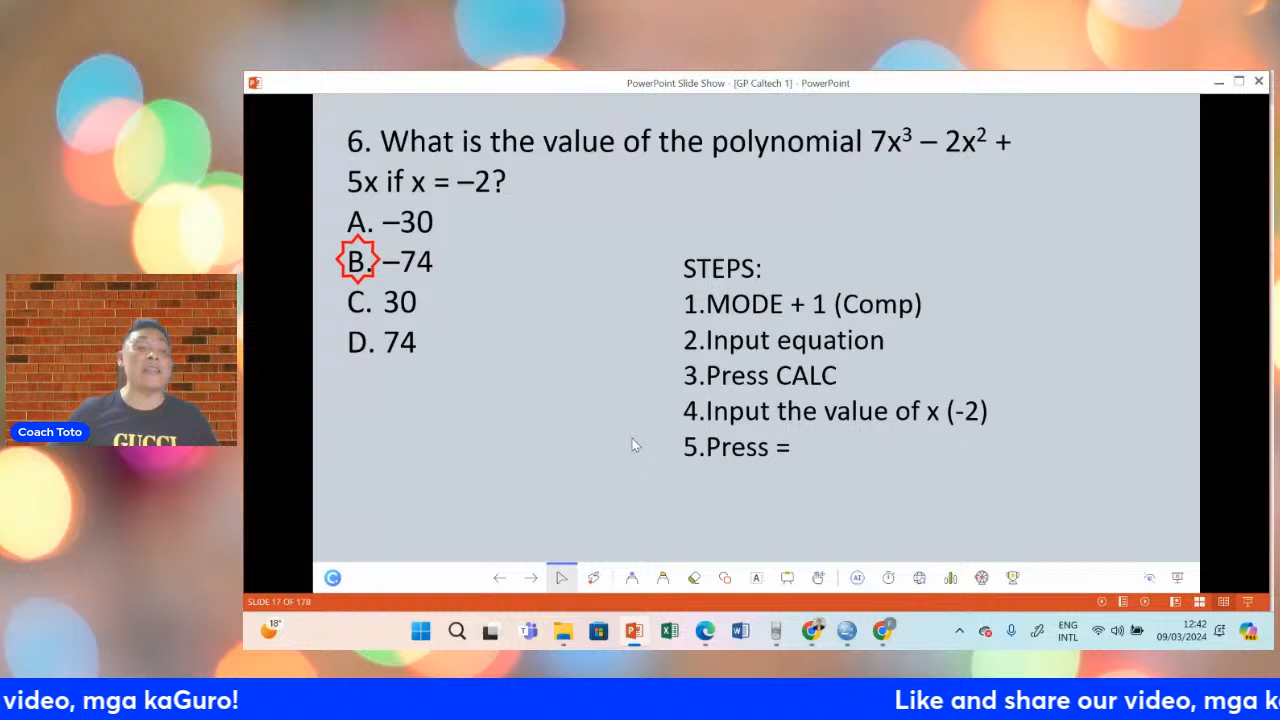 PowerPoint Slide Show - [GP Caltech 1] - PowerPoint
6. What is the value of the polynomial 7x³ – 2x² +
5x if x = –2?
A. –30
B. –74
C. 30
D. 74
STEPS:
1.MODE + 1 (Comp)
2.Input equation
3.Press CALC
4.Input the value of x (-2)
5.Press =
Coach Toto
GUCCI
SLIDE 17 OF 178
18°
ENG
INTL
12:42
09/03/2024
video, mga kaGuro!
Like and share our video, mga k